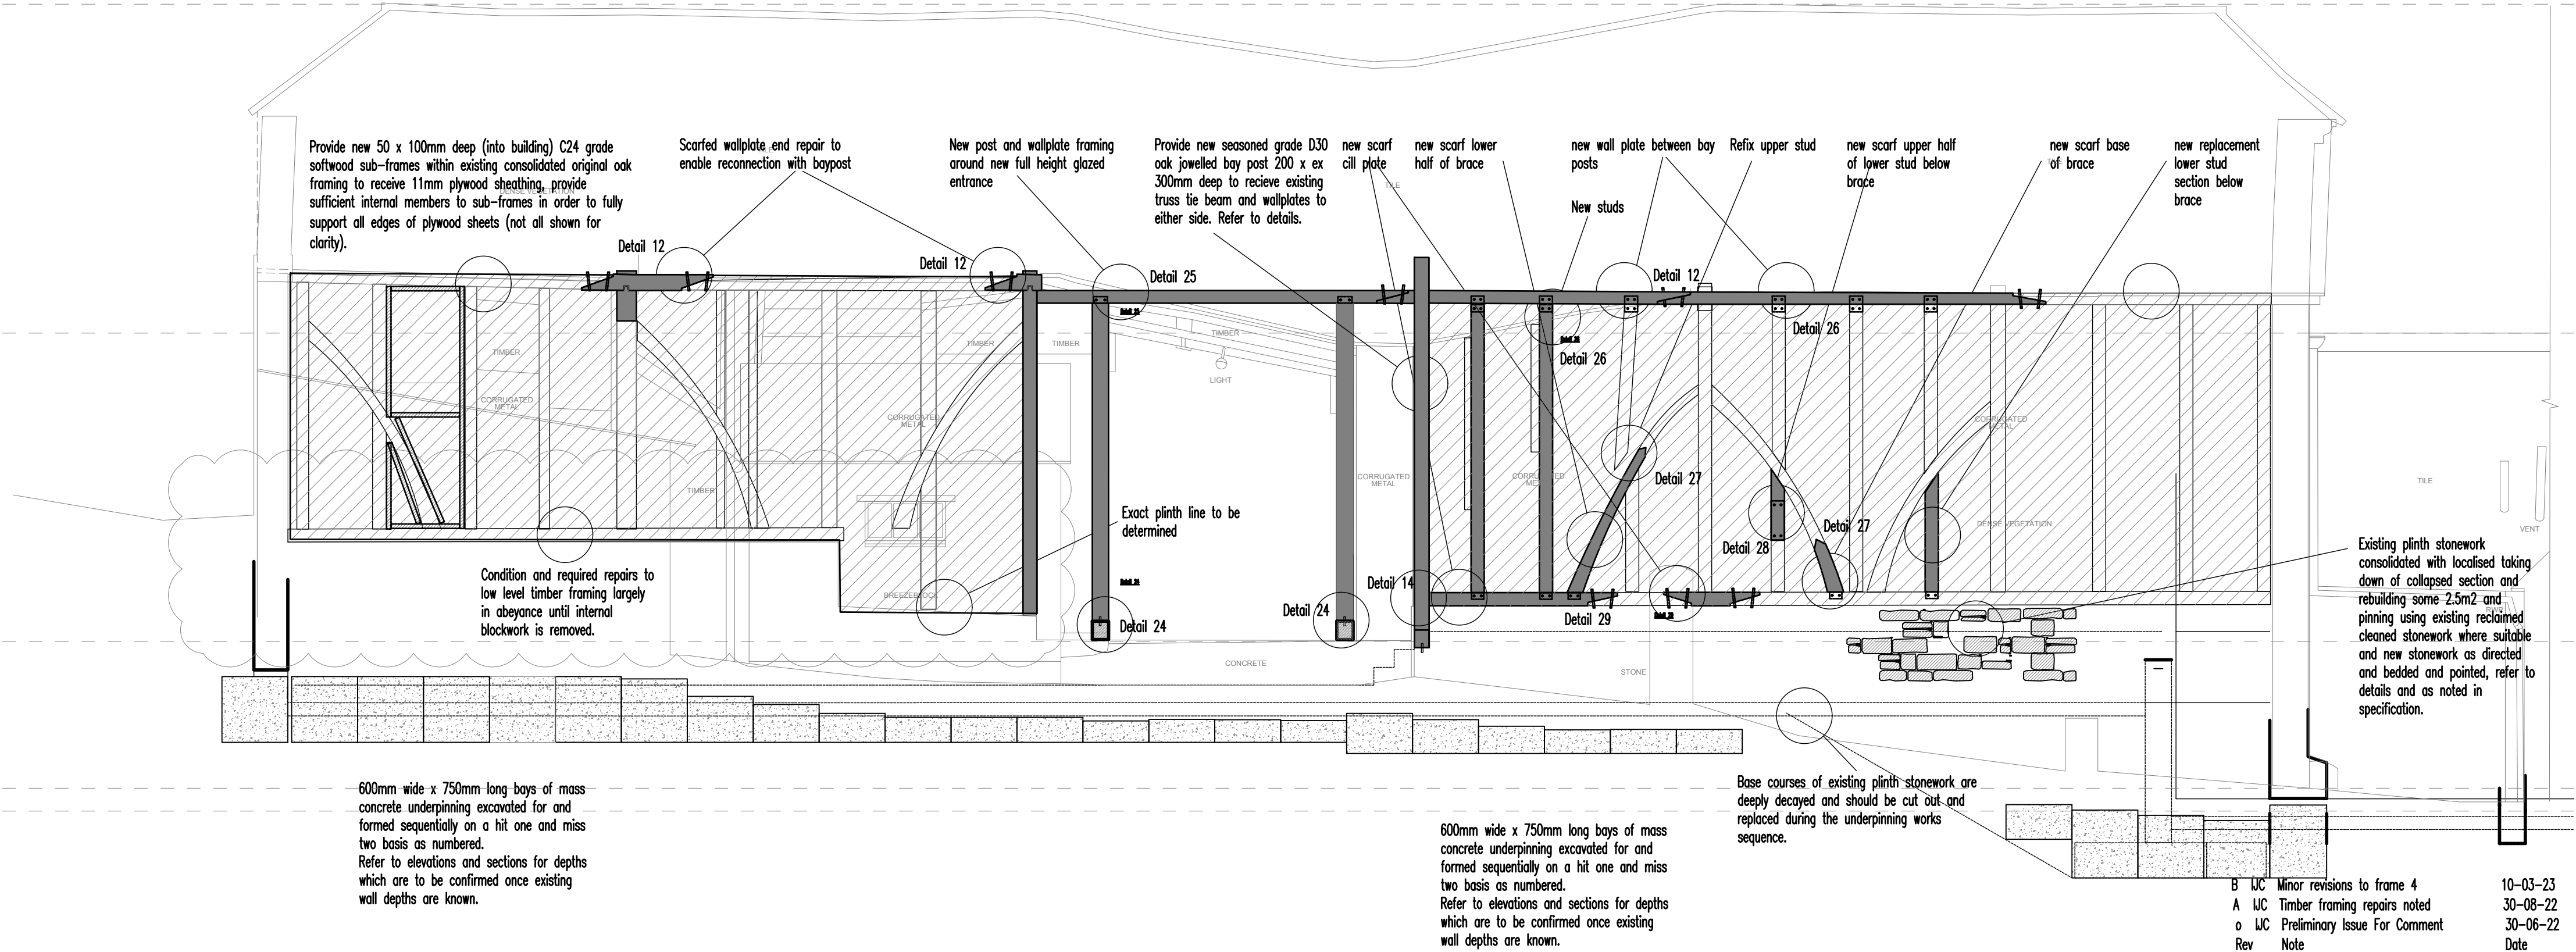 Provide new 50 x 100mm deep (into building) C24 grade
softwood sub-frames within existing consolidated original oak
framing to receive 11mm plywood sheathing, provide
sufficient internal members to sub-frames in order to fully
support all edges of plywood sheets (not all shown for
clarity).
Scarfed wallplate end repair to
enable reconnection with baypost
New post and wallplate framing
around new full height glazed
entrance
Provide new seasoned grade D30
oak jowelled bay post 200 x ex
300mm deep to recieve existing
truss tie beam and wallplates to
either side. Refer to details.
new scarf
cill plate
new scarf lower
half of brace
new wall plate between bay
posts
New studs
Refix upper stud
new scarf upper half
of lower stud below
brace
new scarf base
of brace
new replacement
lower stud
section below
brace
DENSE VEGETATION
TILE
TILE
TILE
Detail 12
Detail 12
Detail 25
Detail 12
Detail 26
Detail 26
TIMBER
TIMBER
TIMBER
TIMBER
LIGHT
CORRUGATED
METAL
CORRUGATED
METAL
CORRUGATED
METAL
CORRUGATED
METAL
CORRUGATED
METAL
TIMBER
Detail 27
TILE
VENT
Exact plinth line to be
determined
Detail 27
DENSE VEGETATION
Detail 28
Condition and required repairs to
low level timber framing largely
in abeyance until internal
blockwork is removed.
BREEZEBLOCK
Detail 14
Detail 24
Detail 24
Detail 29
Existing plinth stonework
consolidated with localised taking
down of collapsed section and
rebuilding some 2.5m2 and
pinning using existing reclaimed
cleaned stonework where suitable
and new stonework as directed
and bedded and pointed, refer to
details and as noted in
specification.
RWP
CONCRETE
STONE
600mm wide x 750mm long bays of mass
concrete underpinning excavated for and
formed sequentially on a hit one and miss
two basis as numbered.
Refer to elevations and sections for depths
which are to be confirmed once existing
wall depths are known.
600mm wide x 750mm long bays of mass
concrete underpinning excavated for and
formed sequentially on a hit one and miss
two basis as numbered.
Refer to elevations and sections for depths
which are to be confirmed once existing
wall depths are known.
Base courses of existing plinth stonework are
deeply decayed and should be cut out and
replaced during the underpinning works
sequence.
B IJC Minor revisions to frame 4 10-03-23
A IJC Timber framing repairs noted 30-08-22
o IJC Preliminary Issue For Comment 30-06-22
Rev Note Date